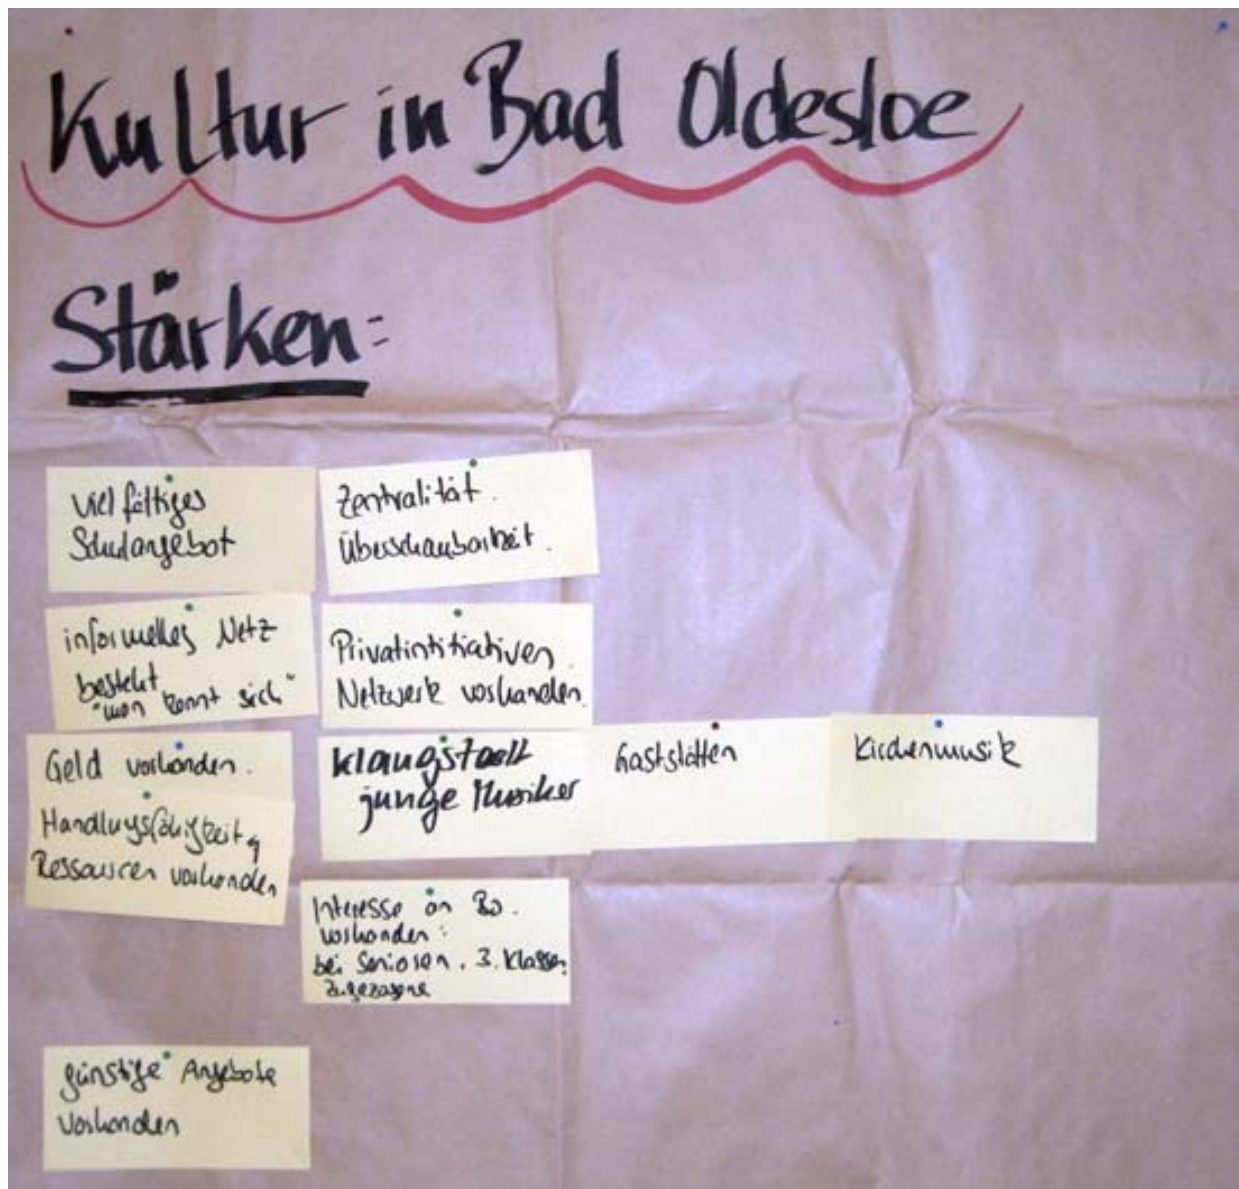 Kultur in Bad Oldesloe
Stärken:
vielfältiges
Schulangebot
Zentralität.
Überschaubarkeit.
informelles Netz
besteht
"man kennt sich"
Privatintitiativen
Netzwerk vorhanden.
Geld vorhanden.
Handlungsfähigkeit
Ressourcen vorhanden
Klangstadt
junge Musiker
Gaststätten
Kirchenmusik
Interesse an BO.
vorhanden:
bei Senioren, 3. Klassen,
Zugezogene
günstige Angebote
vorhanden